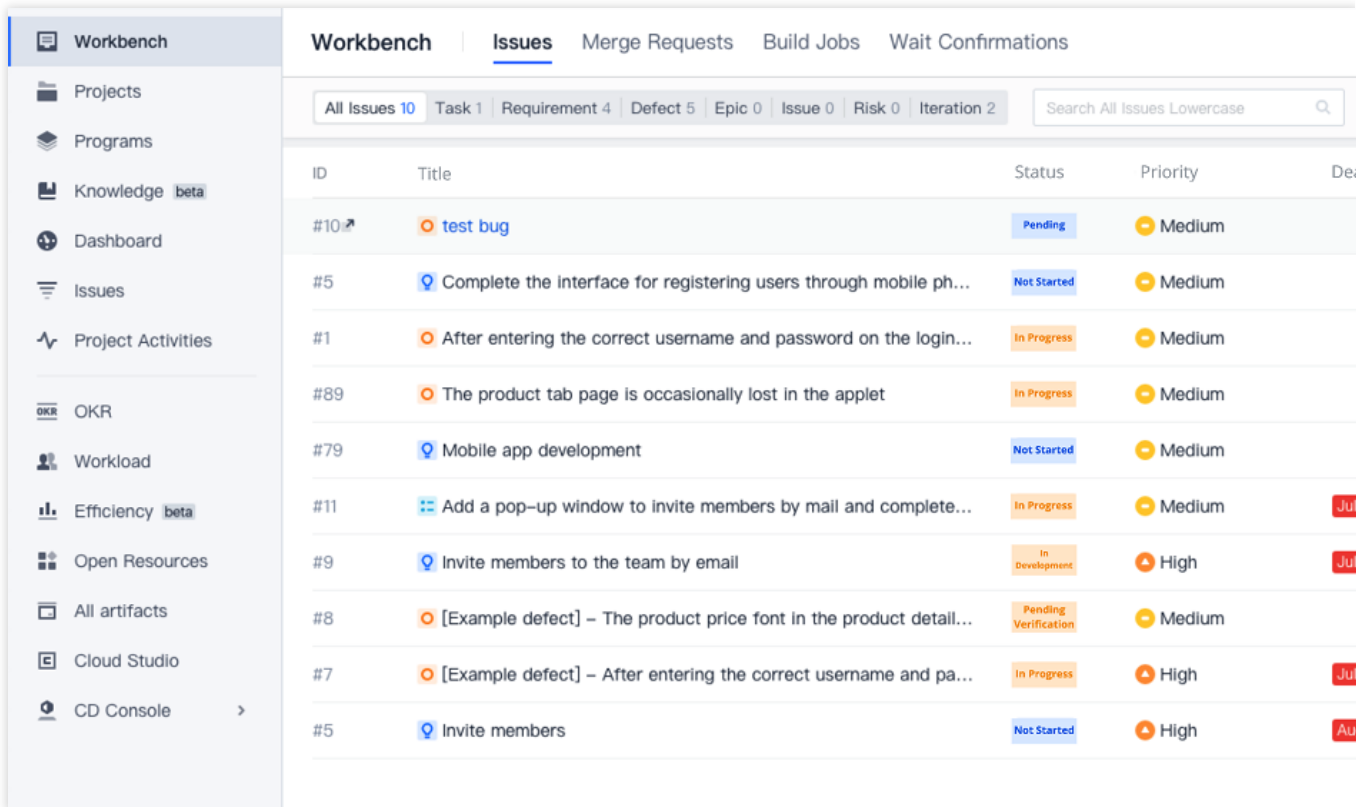 Workbench
Projects
Programs
Knowledge beta
Dashboard
Issues
Project Activities
OKR OKR
Workload
Efficiency beta
Open Resources
All artifacts
Cloud Studio
CD Console
Workbench Issues Merge Requests Build Jobs Wait Confirmations
All Issues 10 Task 1 Requirement 4 Defect 5 Epic 0 Issue 0 Risk 0 Iteration 2 Search All Issues Lowercase
ID Title Status Priority Dea
#10 test bug Pending Medium
#5 Complete the interface for registering users through mobile ph... Not Started Medium
#1 After entering the correct username and password on the login... In Progress Medium
#89 The product tab page is occasionally lost in the applet In Progress Medium
#79 Mobile app development Not Started Medium
#11 Add a pop-up window to invite members by mail and complete... In Progress Medium Jul
#9 Invite members to the team by email In Development High Jul
#8 [Example defect] – The product price font in the product detail... Pending Verification Medium
#7 [Example defect] – After entering the correct username and pa... In Progress High Jul
#5 Invite members Not Started High Au